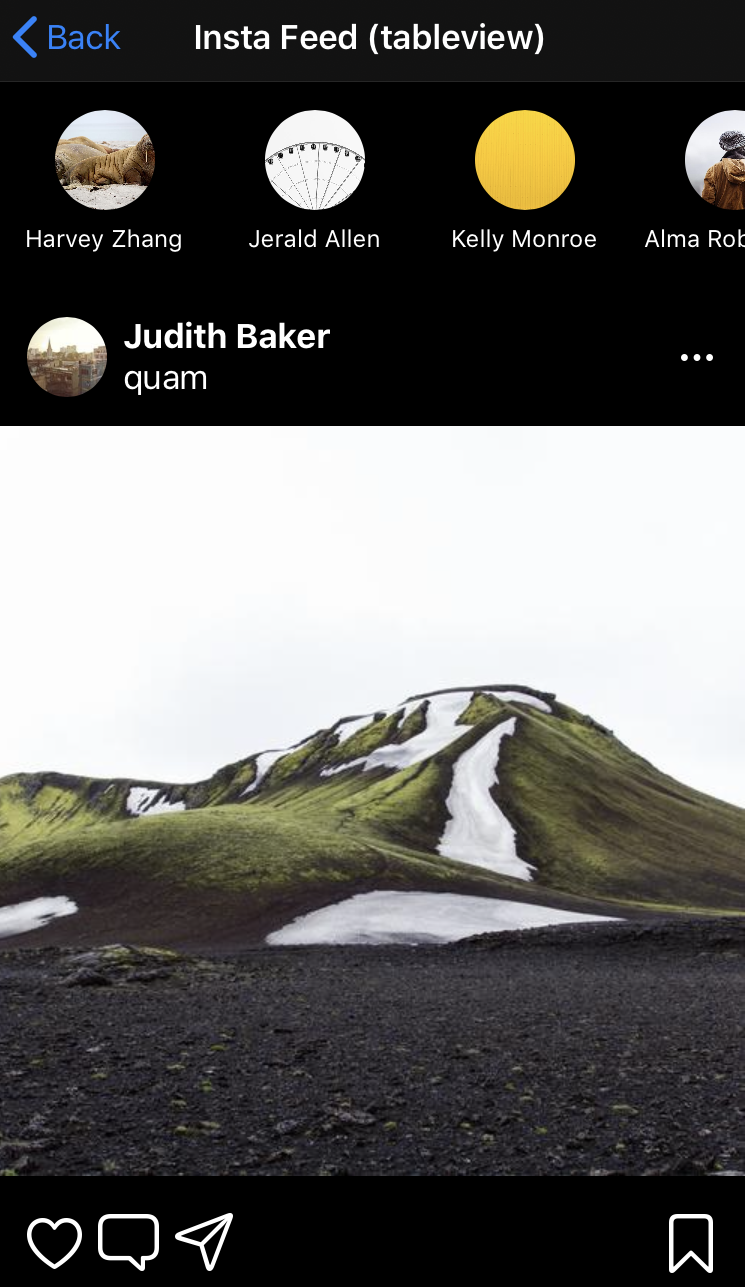 Back
Insta Feed (tableview)
Harvey Zhang
Jerald Allen
Kelly Monroe
Alma Rob
Judith Baker
quam